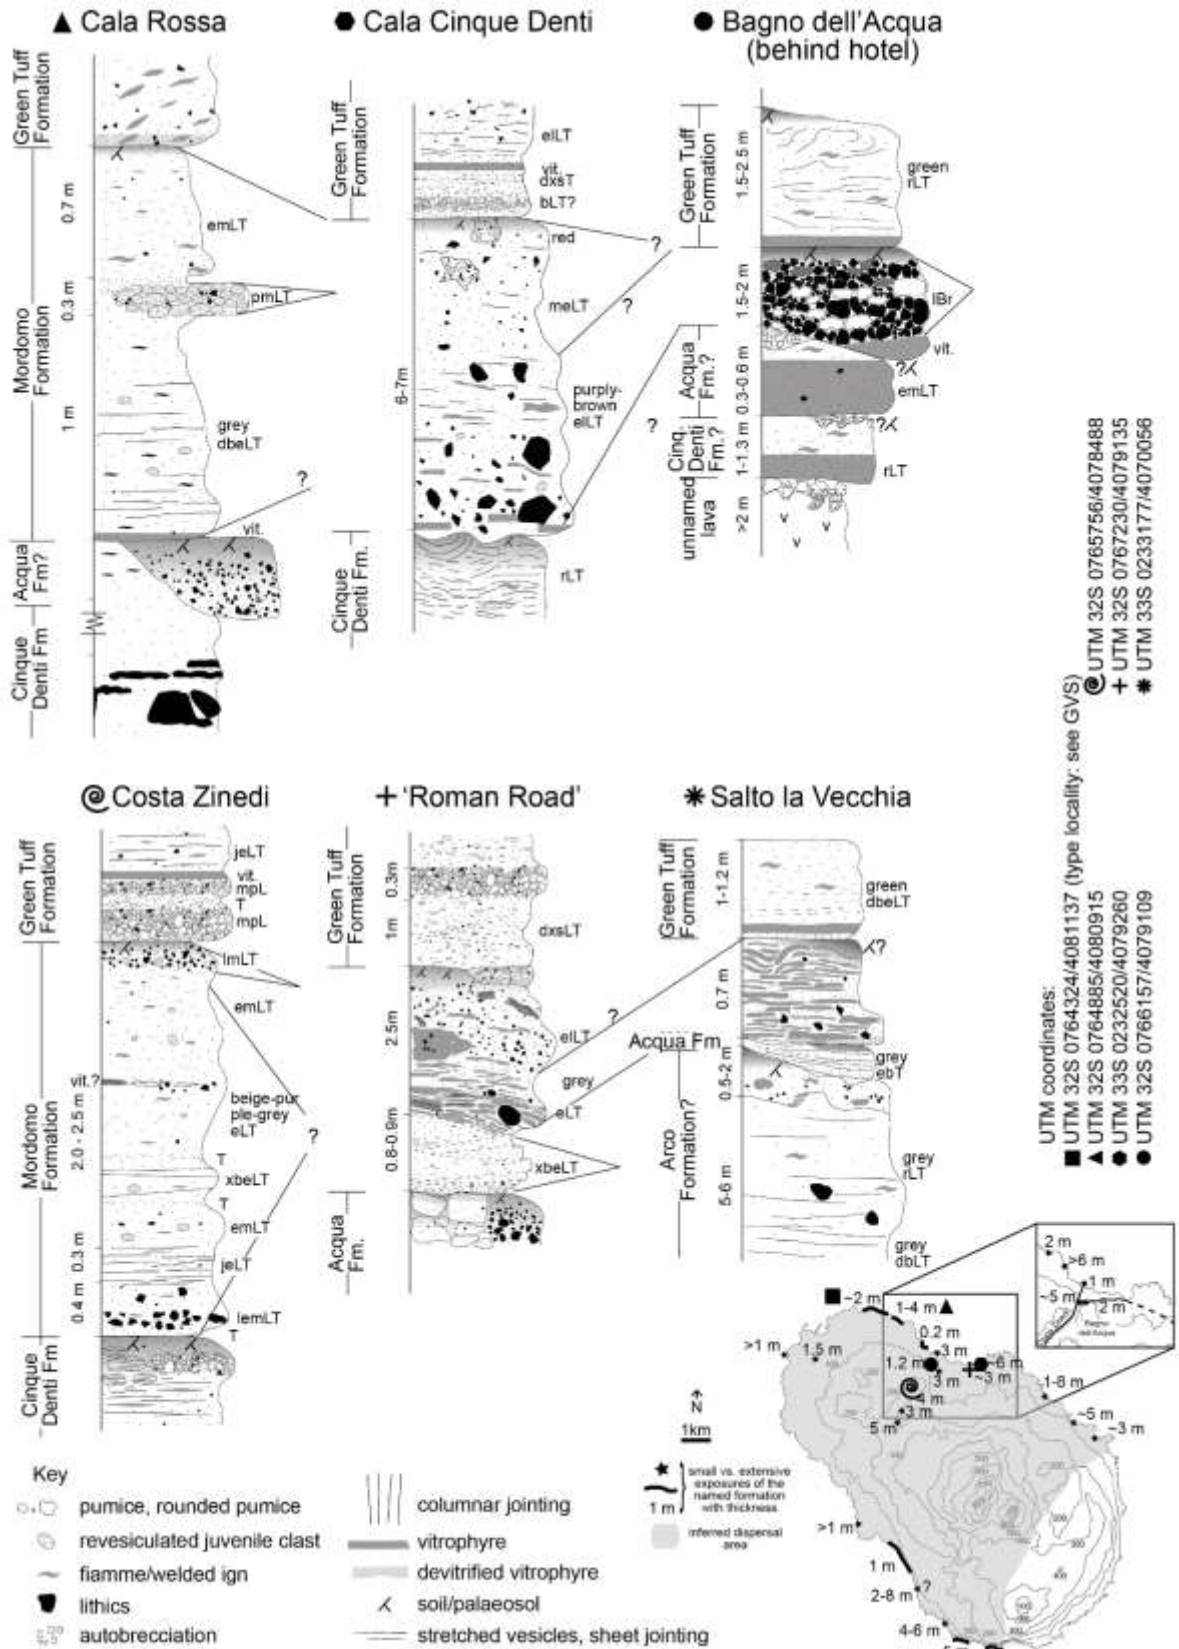 ▲ Cala Rossa
Green Tuff
Formation
Mordomo
Formation
Acqua
Fm?
Cinque
Denti Fm
0.7 m
0.3 m
1 m
emLT
pmLT
grey
dbeLT
?
vit.
⬢ Cala Cinque Denti
Green Tuff
Formation
Cinque
Denti Fm.
6-7m
elLT
vit.
dxsT
bLT?
red
?
meLT
?
purply-
brown
elLT
?
rLT
● Bagno dell'Acqua
(behind hotel)
Green Tuff
Formation
Acqua
Fm.?
Cinq.
Denti
Fm.?
unnamed
lava
1.5-2.5 m
1.5-2 m
0.3-0.6 m
1-1.3 m
>2 m
green
rLT
lBr
vit.
?
emLT
?
rLT
v v
v
Costa Zinedi
Green Tuff
Formation
Mordomo
Formation
Cinque
Denti Fm
vit.?
2.0 - 2.5 m
0.3 m
0.4 m
jeLT
vit.
mpL
T
mpL
lmLT
emLT
beige-pur
ple-grey
eLT
?
T
xbeLT
T
emLT
jeLT
lemLT
T
+ 'Roman Road'
Green Tuff
Formation
Acqua
Fm.
0.3m
1m
2.5m
0.8-0.9m
dxsLT
elLT
?
grey
eLT
xbeLT
✱ Salto la Vecchia
Green Tuff
Formation
Acqua Fm
Arco
Formation?
1-1.2 m
0.7 m
0.5-2 m
5-6 m
green
dbeLT
?
grey
ebT
grey
rLT
grey
dbLT
UTM coordinates:
■ UTM 32S 0764324/4081137 (type locality: see GVS)
▲ UTM 32S 0764885/4080915
⬢ UTM 33S 0232520/4079260
● UTM 32S 0766157/4079109
UTM 32S 0765756/4078488
+ UTM 32S 0767230/4079135
✱ UTM 33S 0233177/4070056
2 m
>6 m
1 m
~5 m
2 m
Bagno
dell'Acqua
~2 m
1-4 m
0.2 m
3 m
>1 m
1.5 m
1.2 m
~6 m
3 m
~3 m
1-8 m
3 m
5 m
~5 m
~3 m
>1 m
1 m
2-8 m
?
4-6 m
N
1km
small vs. extensive
exposures of the
named formation
with thickness
1 m
inferred dispersal
area
Key
pumice, rounded pumice
revesiculated juvenile clast
fiamme/welded ign
lithics
autobrecciation
columnar jointing
vitrophyre
devitrified vitrophyre
soil/palaeosol
stretched vesicles, sheet jointing